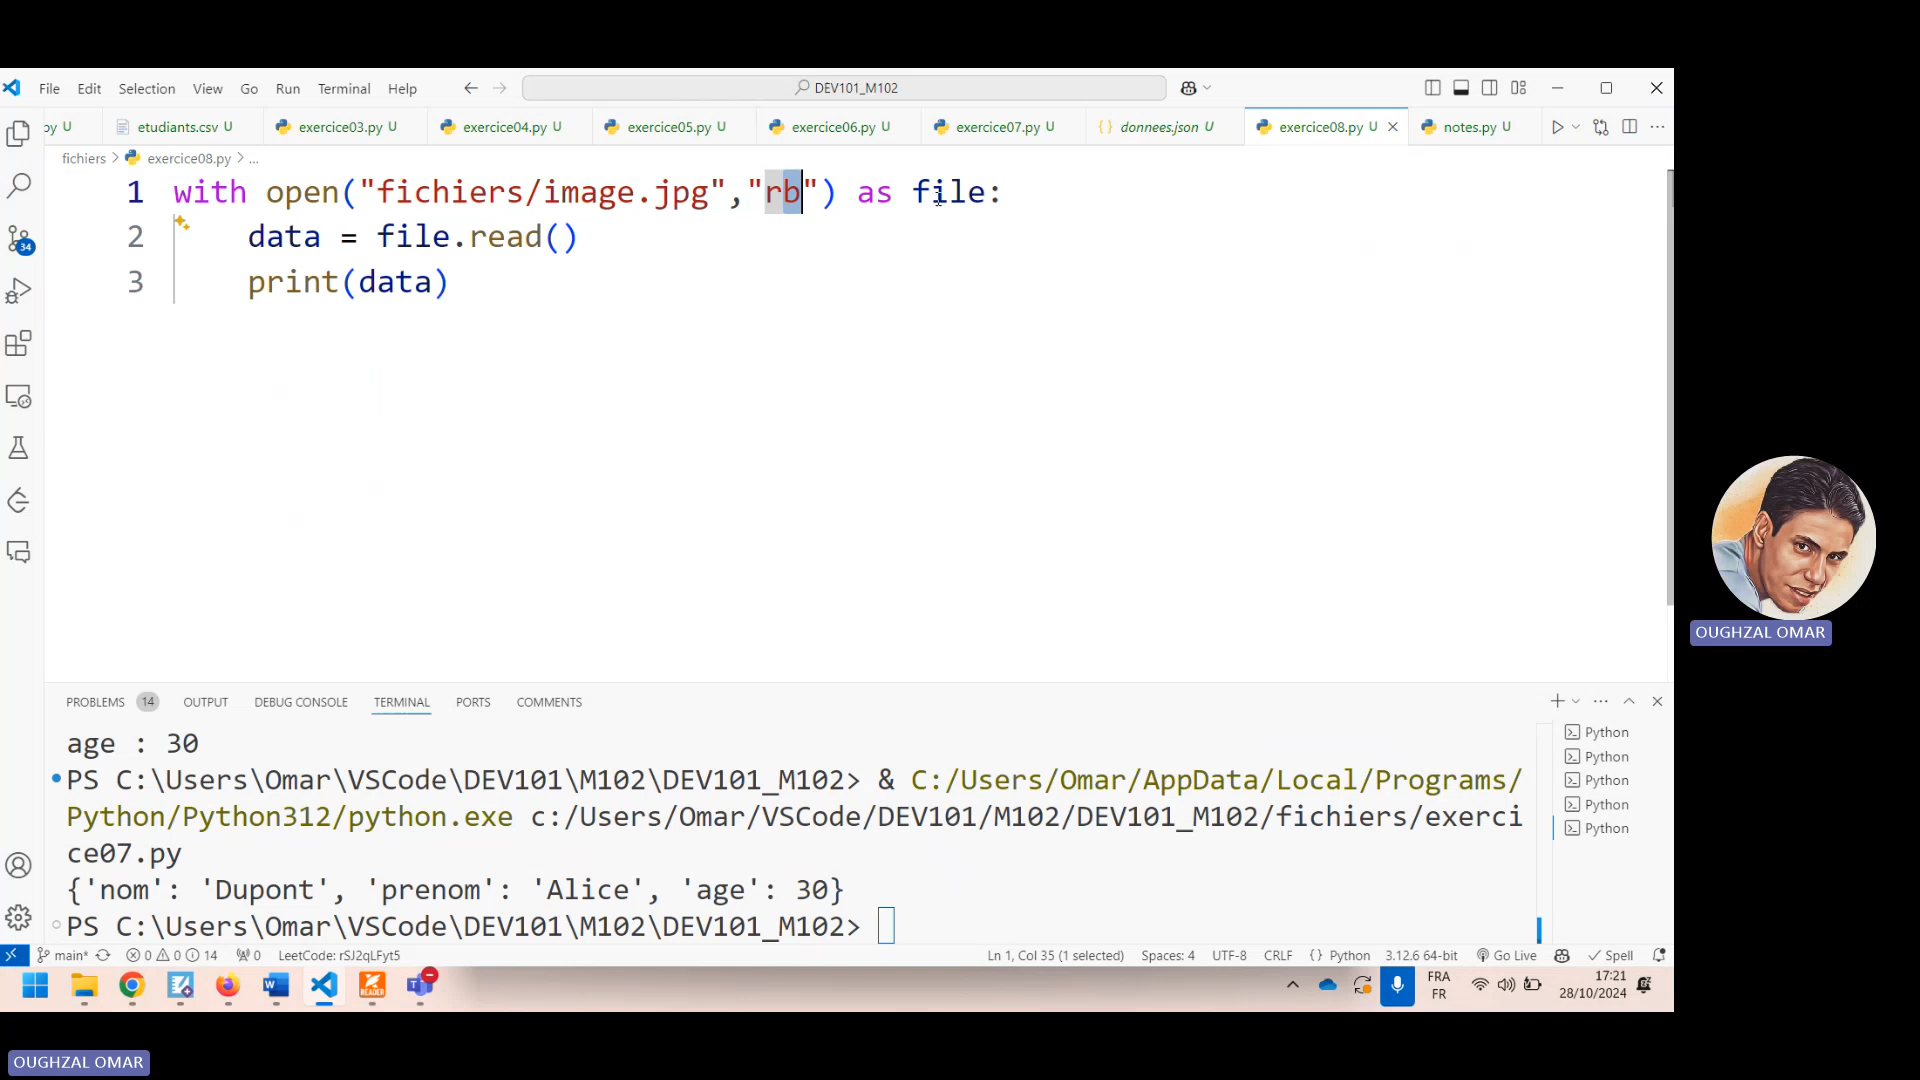 File Edit Selection View Go Run Terminal Help
DEV101_M102
py U
etudiants.csv U
exercice03.py U
exercice04.py U
exercice05.py U
exercice06.py U
exercice07.py U
donnees.json U
exercice08.py U
notes.py U
fichiers > exercice08.py > ...
1 with open("fichiers/image.jpg","rb") as file:
2 data = file.read()
3 print(data)
34
OUGHZAL OMAR
PROBLEMS 14 OUTPUT DEBUG CONSOLE TERMINAL PORTS COMMENTS
age : 30
PS C:\Users\Omar\VSCode\DEV101\M102\DEV101_M102> & C:/Users/Omar/AppData/Local/Programs/
Python/Python312/python.exe c:/Users/Omar/VSCode/DEV101/M102/DEV101_M102/fichiers/exerci
ce07.py
{'nom': 'Dupont', 'prenom': 'Alice', 'age': 30}
PS C:\Users\Omar\VSCode\DEV101\M102\DEV101_M102>
Python
Python
Python
Python
Python
main* 0 0 14 0 LeetCode: rSJ2qLFyt5
Ln 1, Col 35 (1 selected) Spaces: 4 UTF-8 CRLF {} Python 3.12.6 64-bit Go Live Spell
READER
FRA
FR
17:21
28/10/2024
OUGHZAL OMAR